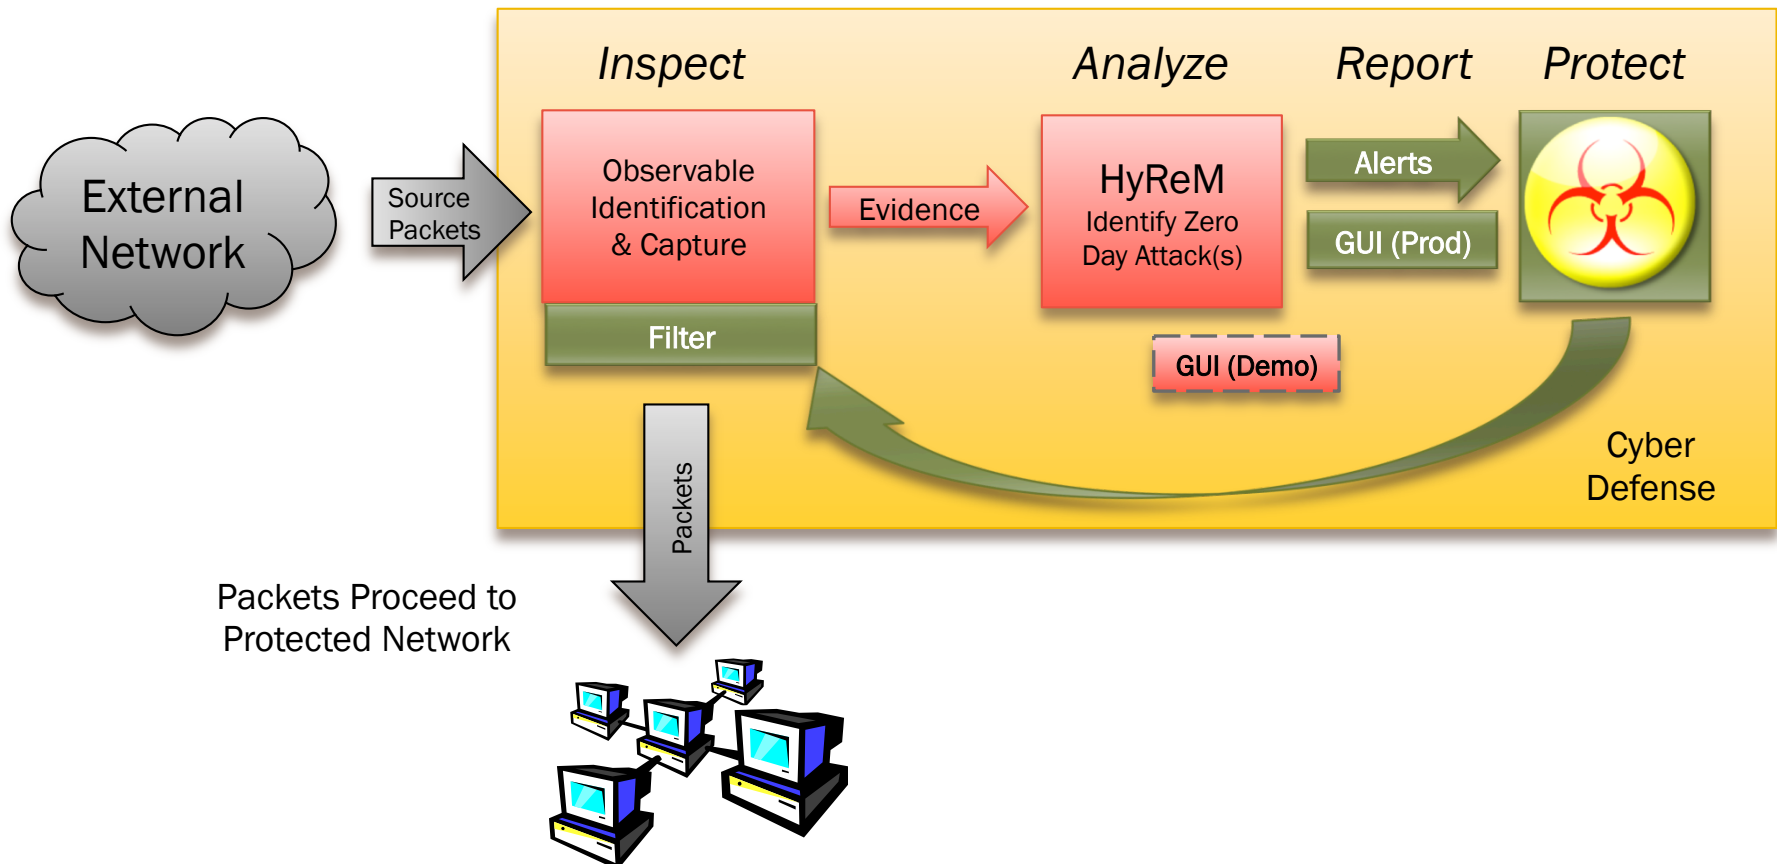 Inspect
Analyze
Report
Protect
External
Network
Source
Packets
Observable
Identification
& Capture
Filter
Evidence
HyReM
Identify Zero
Day Attack(s)
Alerts
GUI (Prod)
GUI (Demo)
Cyber
Defense
Packets
Packets Proceed to
Protected Network